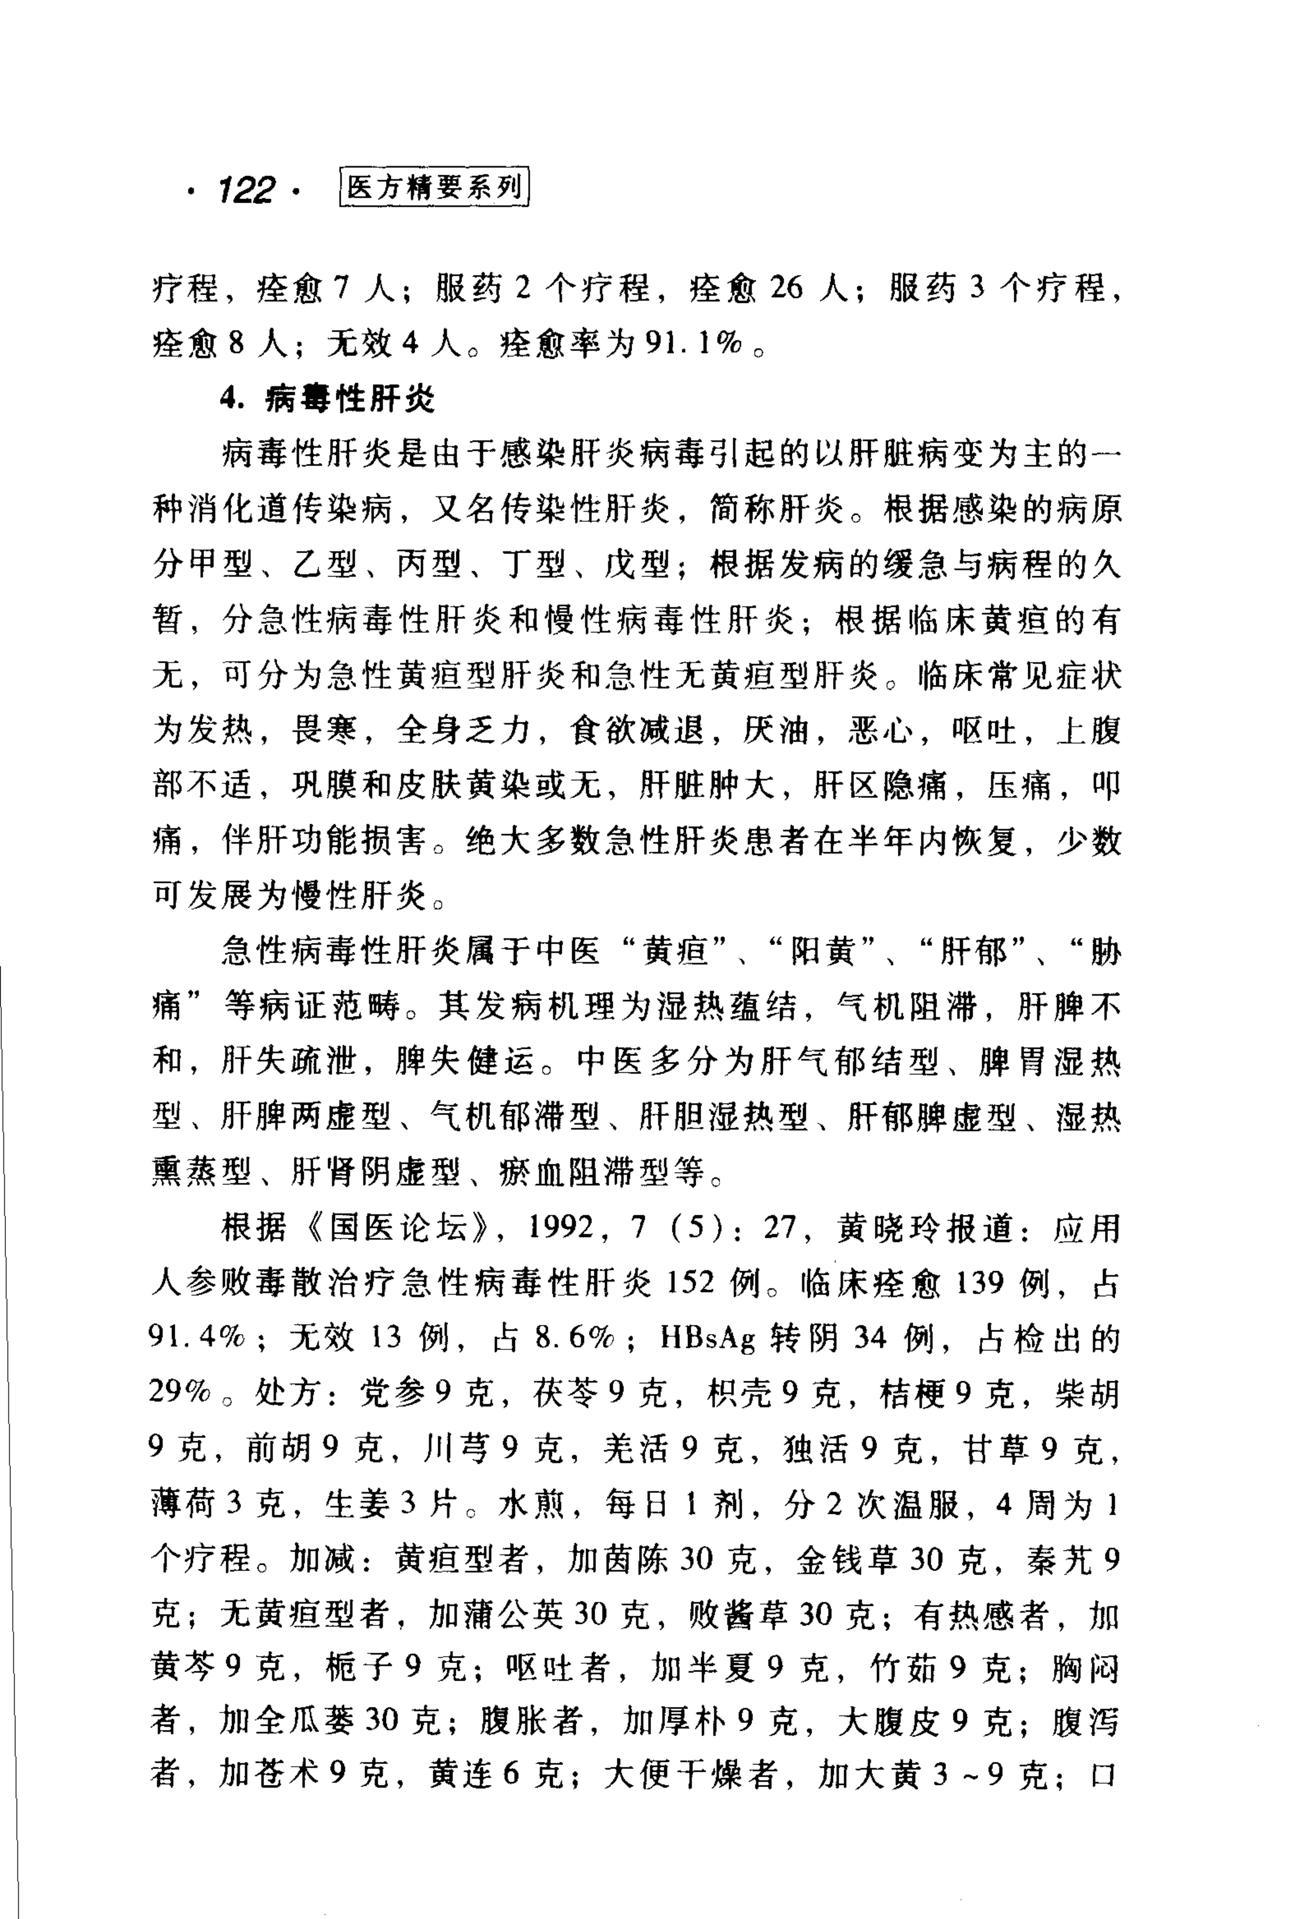 ·122· 医方精要系列
疗程，痊愈 7 人；服药 2 个疗程，痊愈 26 人；服药 3 个疗程，
痊愈 8 人；无效 4 人。痊愈率为 91.1%。
4. 病毒性肝炎
病毒性肝炎是由于感染肝炎病毒引起的以肝脏病变为主的一
种消化道传染病，又名传染性肝炎，简称肝炎。根据感染的病原
分甲型、乙型、丙型、丁型、戊型；根据发病的缓急与病程的久
暂，分急性病毒性肝炎和慢性病毒性肝炎；根据临床黄疸的有
无，可分为急性黄疸型肝炎和急性无黄疸型肝炎。临床常见症状
为发热，畏寒，全身乏力，食欲减退，厌油，恶心，呕吐，上腹
部不适，巩膜和皮肤黄染或无，肝脏肿大，肝区隐痛，压痛，叩
痛，伴肝功能损害。绝大多数急性肝炎患者在半年内恢复，少数
可发展为慢性肝炎。
急性病毒性肝炎属于中医“黄疸”、“阳黄”、“肝郁”、“胁
痛”等病证范畴。其发病机理为湿热蕴结，气机阻滞，肝脾不
和，肝失疏泄，脾失健运。中医多分为肝气郁结型、脾胃湿热
型、肝脾两虚型、气机郁滞型、肝胆湿热型、肝郁脾虚型、湿热
熏蒸型、肝肾阴虚型、瘀血阻滞型等。
根据《国医论坛》，1992，7（5）：27，黄晓玲报道：应用
人参败毒散治疗急性病毒性肝炎 152 例。临床痊愈 139 例，占
91.4%；无效 13 例，占 8.6%；HBsAg 转阴 34 例，占检出的
29%。处方：党参 9 克，茯苓 9 克，枳壳 9 克，桔梗 9 克，柴胡
9 克，前胡 9 克，川芎 9 克，羌活 9 克，独活 9 克，甘草 9 克，
薄荷 3 克，生姜 3 片。水煎，每日 1 剂，分 2 次温服，4 周为 1
个疗程。加减：黄疸型者，加茵陈 30 克，金钱草 30 克，秦艽 9
克；无黄疸型者，加蒲公英 30 克，败酱草 30 克；有热感者，加
黄芩 9 克，栀子 9 克；呕吐者，加半夏 9 克，竹茹 9 克；胸闷
者，加全瓜蒌 30 克；腹胀者，加厚朴 9 克，大腹皮 9 克；腹泻
者，加苍术 9 克，黄连 6 克；大便干燥者，加大黄 3～9 克；口